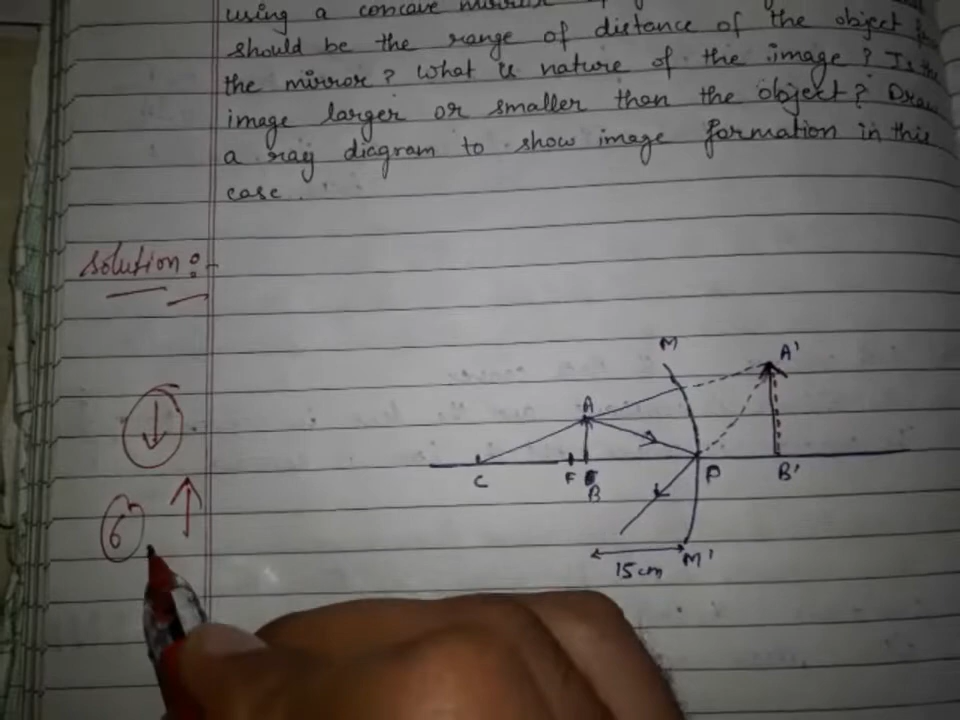 using a concave mirror
should be the range of distance of the object
the mirror? What is nature of the image? Is the
image larger or smaller than the object? Draw
a ray diagram to show image formation in this
case.
Solution:-
M
A'
A
C
F
B
P
B'
6
15cm
M'